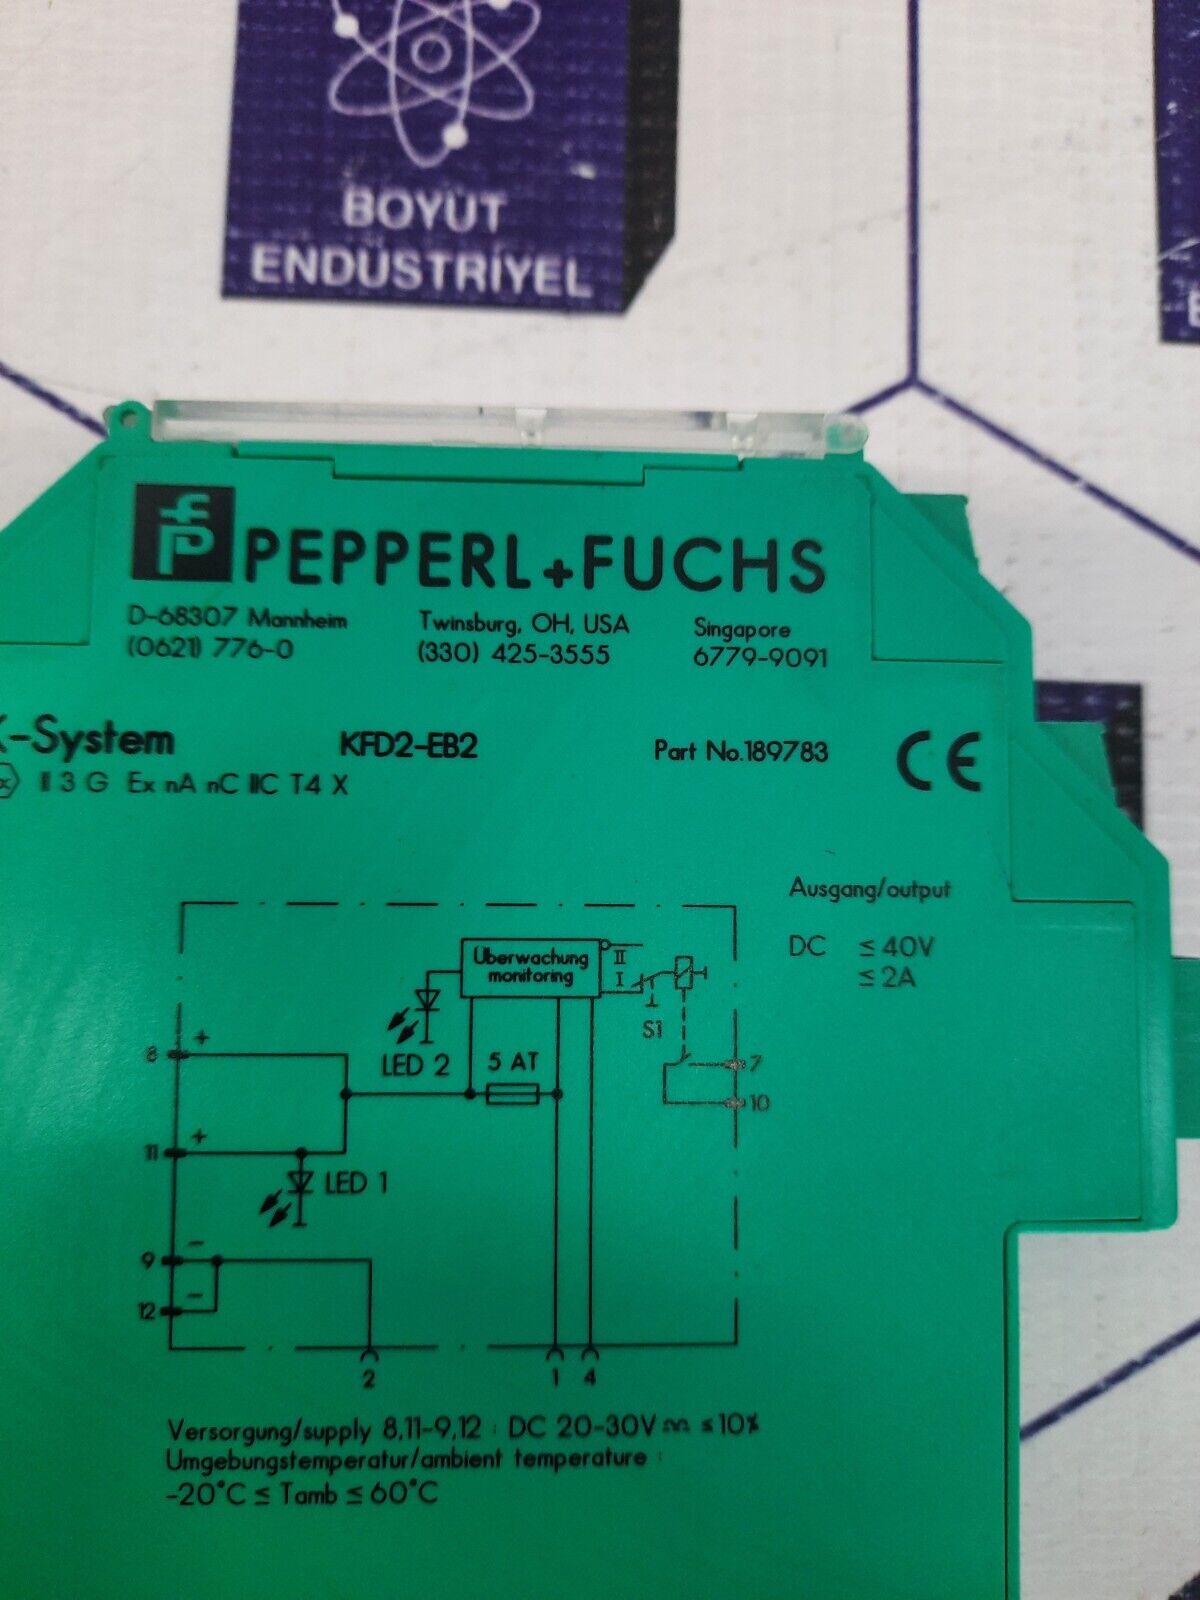 BOYUT
ENDÜSTRİYEL
PEPPERL+FUCHS
D-68307 Mannheim Twinsburg, OH, USA Singapore
(0621) 776-0 (330) 425-3555 6779-9091
K-System KFD2-EB2 Part No.189783 CE
II 3 G Ex nA nC IIC T4 X
Ausgang/output
DC ≤ 40V
≤ 2A
Überwachung
monitoring
II
I
S1
LED 2
5 AT
8 +
7
10
11 +
LED 1
9 −
12 −
2 1 4
Versorgung/supply 8,11-9,12 : DC 20-30V ≤10%
Umgebungstemperatur/ambient temperature :
-20°C ≤ Tamb ≤ 60°C